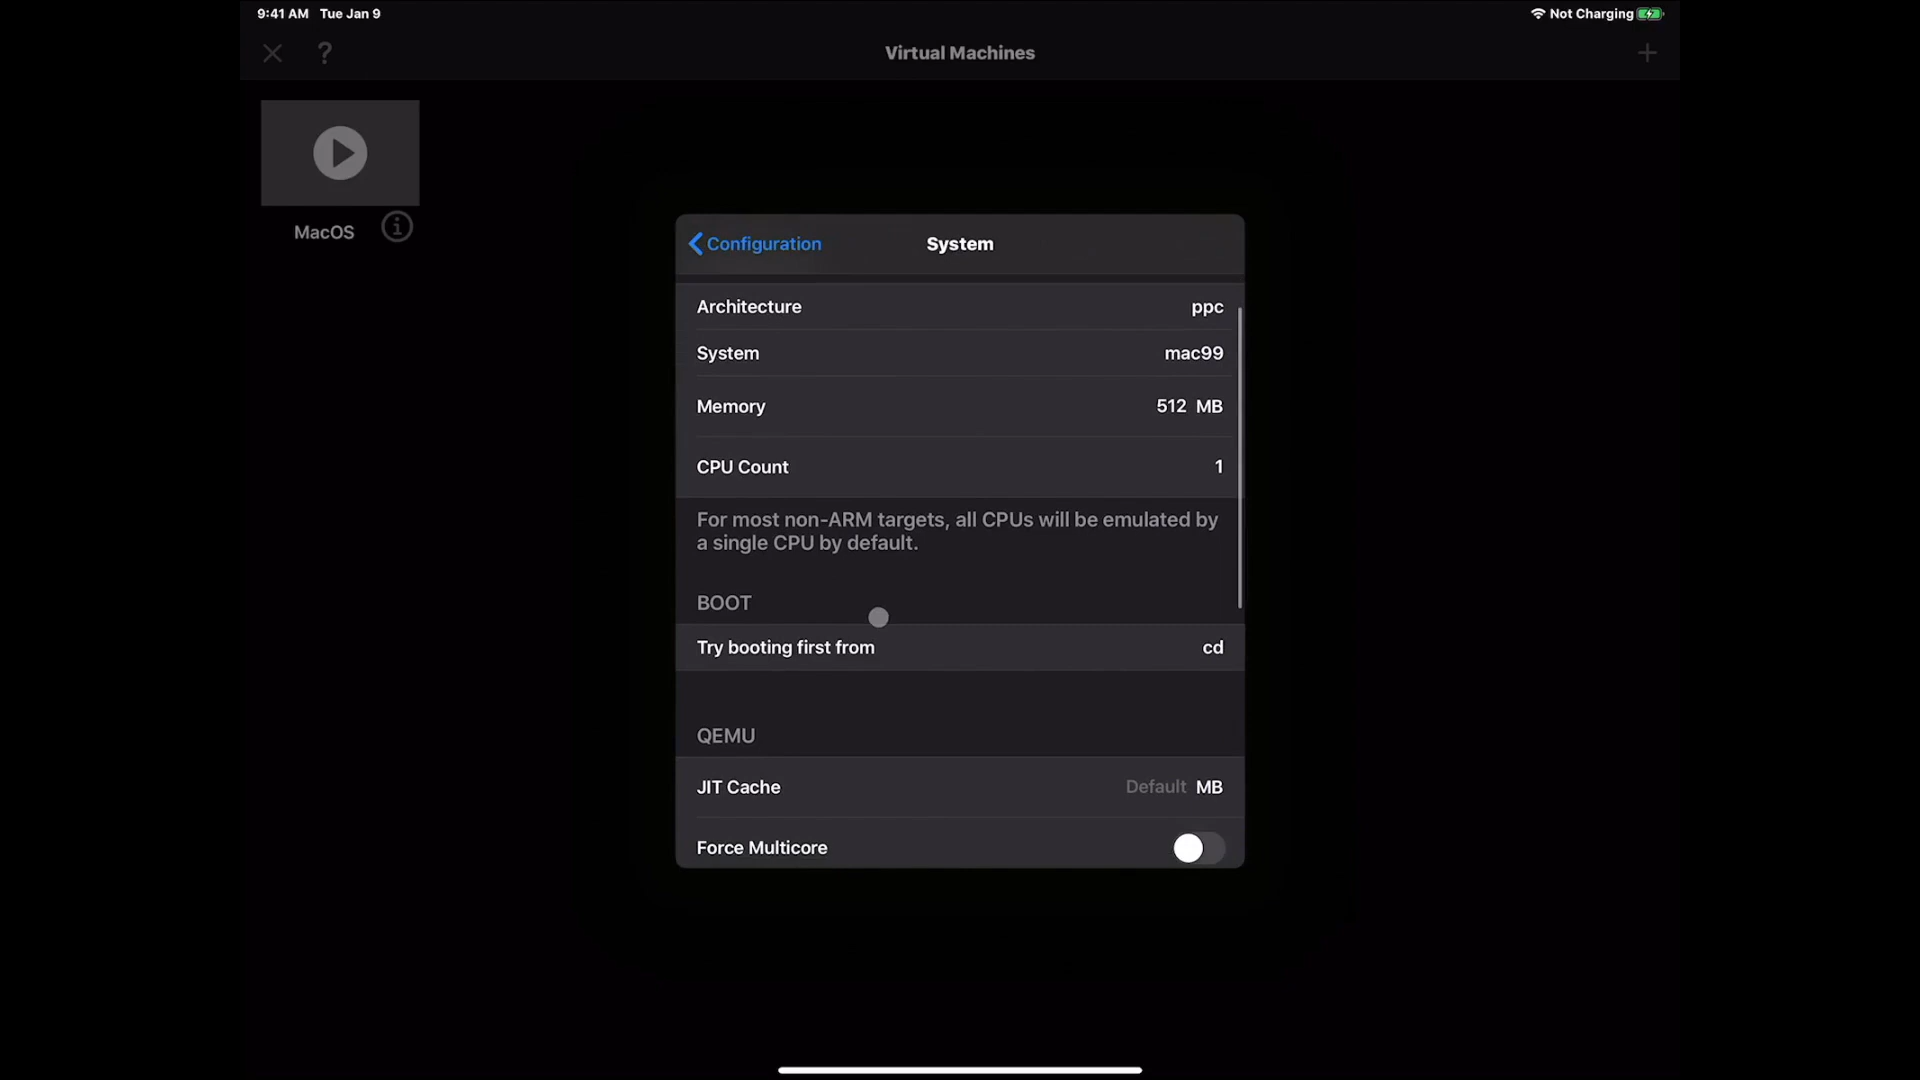 9:41 AM Tue Jan 9
Not Charging
?
Virtual Machines
+
MacOS
i
Configuration
System
Architecture ppc
System mac99
Memory 512 MB
CPU Count 1
For most non-ARM targets, all CPUs will be emulated by
a single CPU by default.
BOOT
Try booting first from cd
QEMU
JIT Cache Default MB
Force Multicore